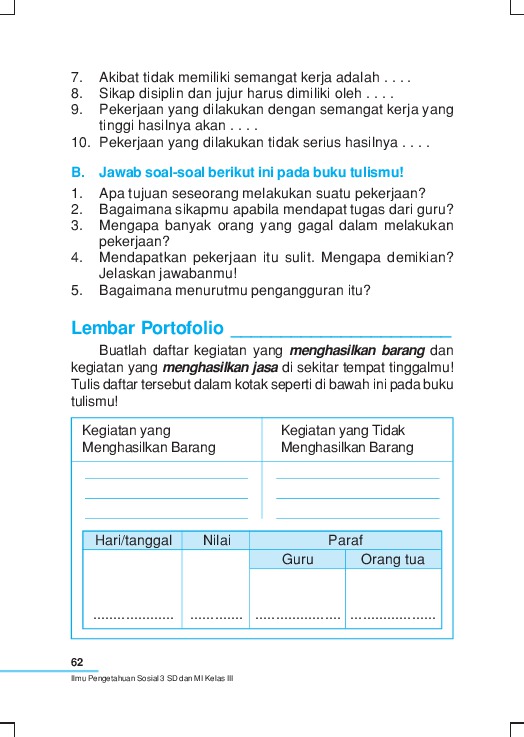 7. Akibat tidak memiliki semangat kerja adalah . . . .
8. Sikap disiplin dan jujur harus dimiliki oleh . . . .
9. Pekerjaan yang dilakukan dengan semangat kerja yang
tinggi hasilnya akan . . . .
10. Pekerjaan yang dilakukan tidak serius hasilnya . . . .
B. Jawab soal-soal berikut ini pada buku tulismu!
1. Apa tujuan seseorang melakukan suatu pekerjaan?
2. Bagaimana sikapmu apabila mendapat tugas dari guru?
3. Mengapa banyak orang yang gagal dalam melakukan
pekerjaan?
4. Mendapatkan pekerjaan itu sulit. Mengapa demikian?
Jelaskan jawabanmu!
5. Bagaimana menurutmu pengangguran itu?
Lembar Portofolio
Buatlah daftar kegiatan yang menghasilkan barang dan
kegiatan yang menghasilkan jasa di sekitar tempat tinggalmu!
Tulis daftar tersebut dalam kotak seperti di bawah ini pada buku
tulismu!
Kegiatan yang
Menghasilkan Barang
Kegiatan yang Tidak
Menghasilkan Barang
Hari/tanggal Nilai Paraf
Guru Orang tua
.................... ............. ..................... .....................
62
Ilmu Pengetahuan Sosial 3 SD dan MI Kelas III